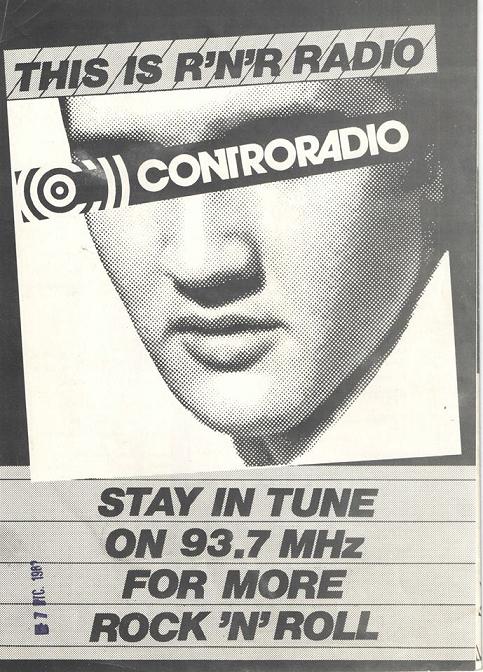 THIS IS R'N'R RADIO
CONTRORADIO
STAY IN TUNE
ON 93.7 MHz
FOR MORE
ROCK 'N' ROLL